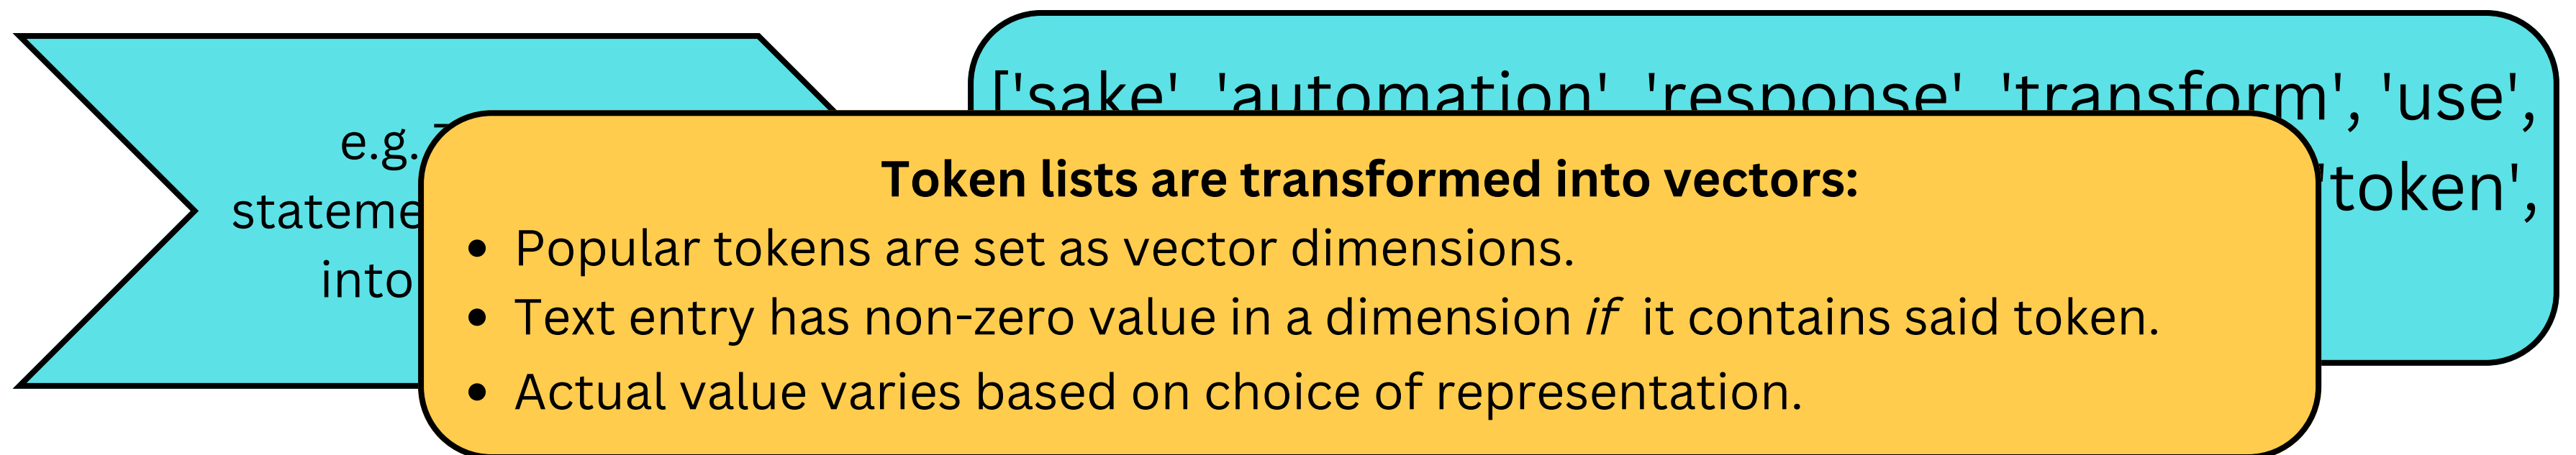 e.g.
into
['sake' 'automation' 'response' 'transform', 'use',
'token',
Token lists are transformed into vectors:
• Popular tokens are set as vector dimensions.
• Text entry has non-zero value in a dimension if it contains said token.
• Actual value varies based on choice of representation.